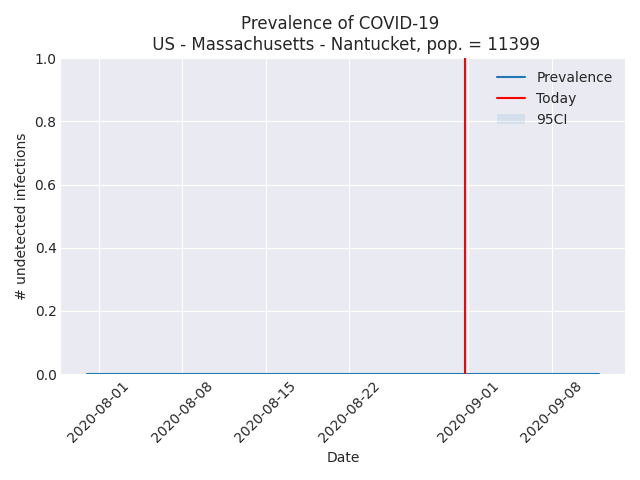 Prevalence of COVID-19
US - Massachusetts - Nantucket, pop. = 11399
Prevalence
Today
95CI
# undetected infections
1.0
0.8
0.6
0.4
0.2
0.0
2020-08-01
2020-08-08
2020-08-15
2020-08-22
2020-09-01
2020-09-08
Date